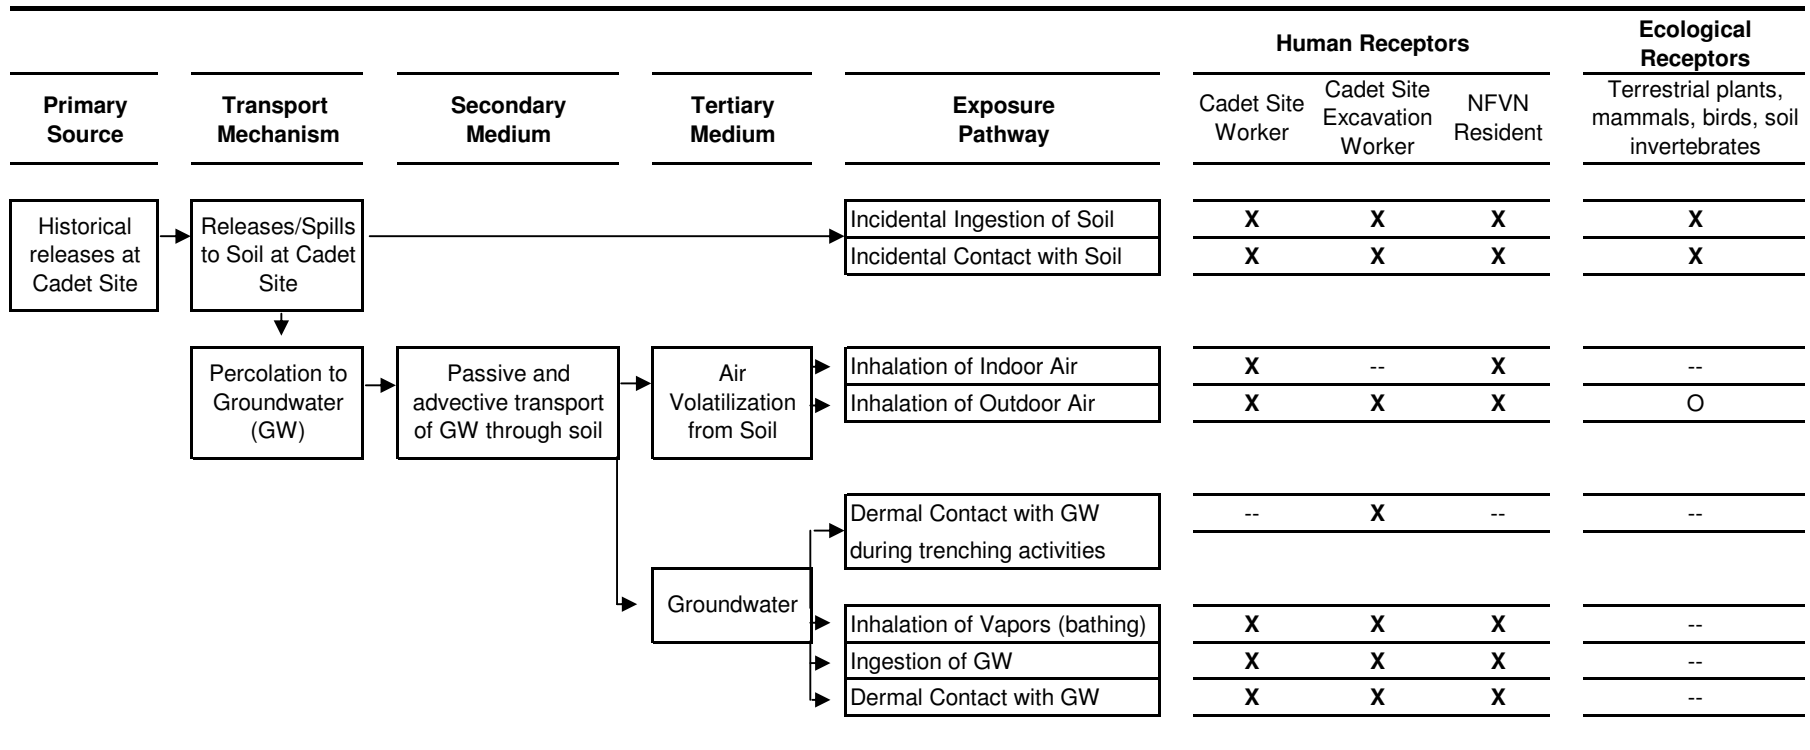 Human Receptors
Ecological
Receptors
Primary
Source
Transport
Mechanism
Secondary
Medium
Tertiary
Medium
Exposure
Pathway
Cadet Site
Worker
Cadet Site
Excavation
Worker
NFVN
Resident
Terrestrial plants,
mammals, birds, soil
invertebrates
Historical
releases at
Cadet Site
Releases/Spills
to Soil at Cadet
Site
Incidental Ingestion of Soil X X X X
Incidental Contact with Soil X X X X
Percolation to
Groundwater
(GW)
Passive and
advective transport
of GW through soil
Air
Volatilization
from Soil
Inhalation of Indoor Air X -- X --
Inhalation of Outdoor Air X X X O
Dermal Contact with GW -- X -- --
during trenching activities
Groundwater
Inhalation of Vapors (bathing) X X X --
Ingestion of GW X X X --
Dermal Contact with GW X X X --